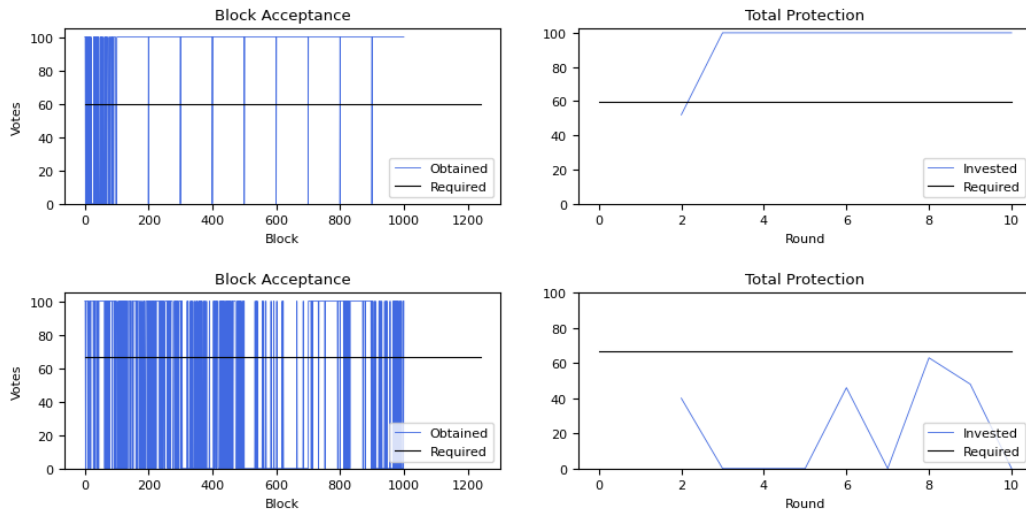 Block Acceptance
Votes
100
80
60
40
20
0
Obtained
Required
0 200 400 600 800 1000 1200
Block
Total Protection
100
80
60
40
20
0
Invested
Required
0 2 4 6 8 10
Round
Block Acceptance
Votes
100
80
60
40
20
0
Obtained
Required
0 200 400 600 800 1000 1200
Block
Total Protection
100
80
60
40
20
0
Invested
Required
0 2 4 6 8 10
Round